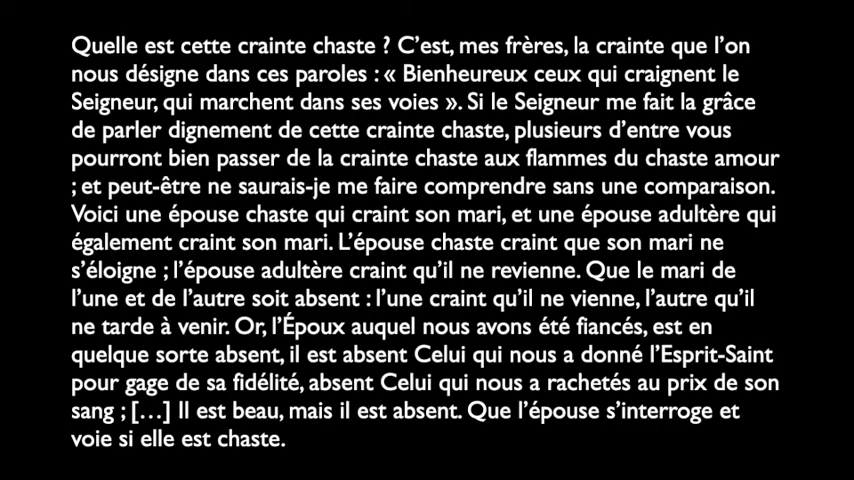 Quelle est cette crainte chaste ? C’est, mes frères, la crainte que l’on
nous désigne dans ces paroles : « Bienheureux ceux qui craignent le
Seigneur, qui marchent dans ses voies ». Si le Seigneur me fait la grâce
de parler dignement de cette crainte chaste, plusieurs d’entre vous
pourront bien passer de la crainte chaste aux flammes du chaste amour
; et peut-être ne saurais-je me faire comprendre sans une comparaison.
Voici une épouse chaste qui craint son mari, et une épouse adultère qui
également craint son mari. L’épouse chaste craint que son mari ne
s’éloigne ; l’épouse adultère craint qu’il ne revienne. Que le mari de
l’une et de l’autre soit absent : l’une craint qu’il ne vienne, l’autre qu’il
ne tarde à venir. Or, l’Époux auquel nous avons été fiancés, est en
quelque sorte absent, il est absent Celui qui nous a donné l’Esprit-Saint
pour gage de sa fidélité, absent Celui qui nous a rachetés au prix de son
sang ; […] Il est beau, mais il est absent. Que l’épouse s’interroge et
voie si elle est chaste.